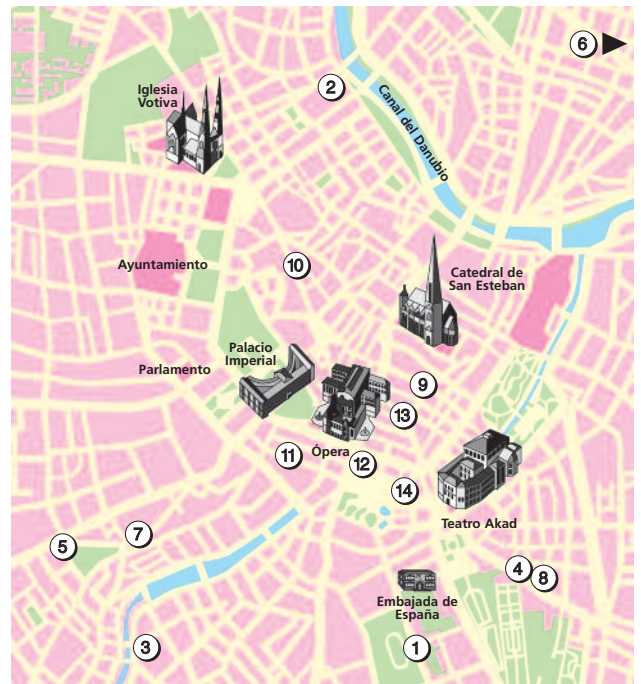 6
Iglesia
Votiva
2
Canal del Danubio
Ayuntamiento
10
Catedral de
San Esteban
Palacio
Imperial
Parlamento
9
13
11
Ópera
12
14
Teatro Akad
7
5
4
8
Embajada de
España
3
1